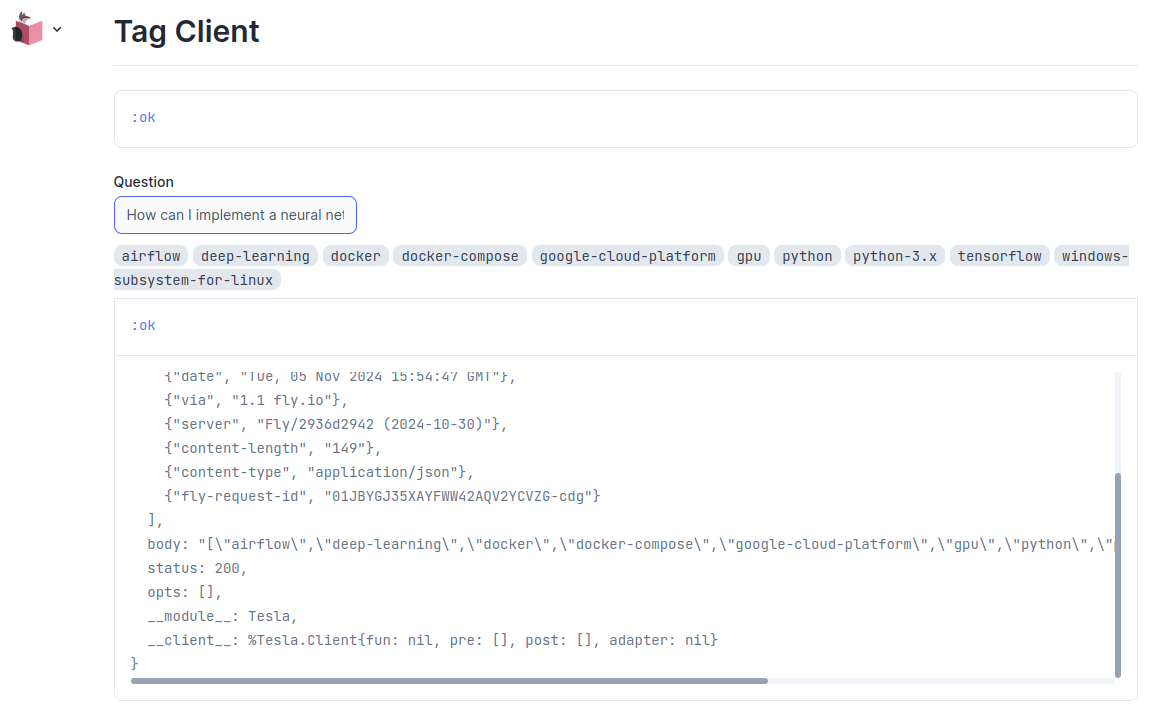 Tag Client
:ok
Question
How can I implement a neural net
airflow deep-learning docker docker-compose google-cloud-platform gpu python python-3.x tensorflow windows-
subsystem-for-linux
:ok
{"date", "Tue, 05 Nov 2024 15:54:47 GMT"},
{"via", "1.1 fly.io"},
{"server", "Fly/2936d2942 (2024-10-30)"},
{"content-length", "149"},
{"content-type", "application/json"},
{"fly-request-id", "01JBYGJ35XAYFWW42AQV2YCVZG-cdg"}
],
body: "[\"airflow\",\"deep-learning\",\"docker\",\"docker-compose\",\"google-cloud-platform\",\"gpu\",\"python\",\"
status: 200,
opts: [],
__module__: Tesla,
__client__: %Tesla.Client{fun: nil, pre: [], post: [], adapter: nil}
}